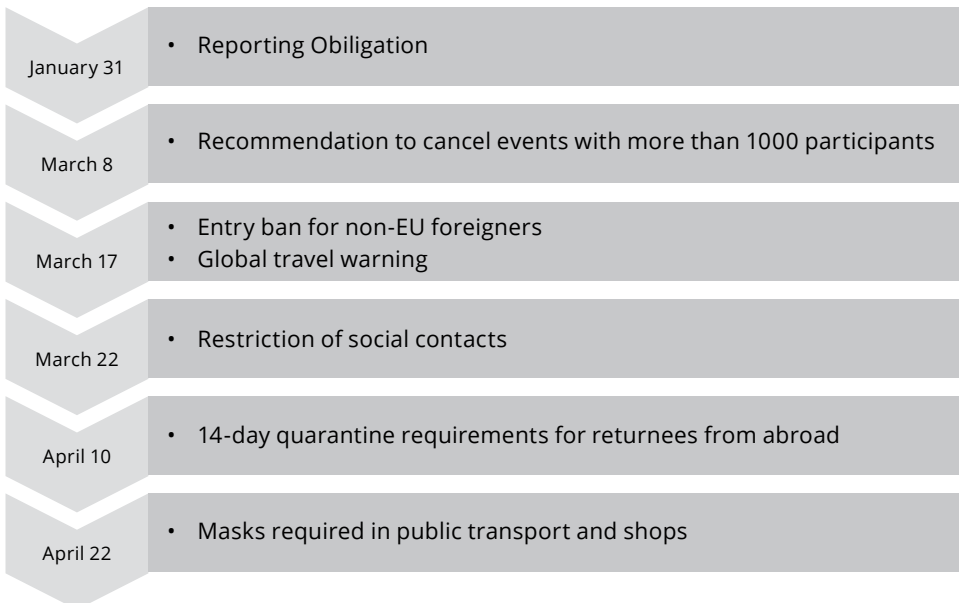 January 31
• Reporting Obiligation
March 8
• Recommendation to cancel events with more than 1000 participants
March 17
• Entry ban for non-EU foreigners
• Global travel warning
March 22
• Restriction of social contacts
April 10
• 14-day quarantine requirements for returnees from abroad
April 22
• Masks required in public transport and shops